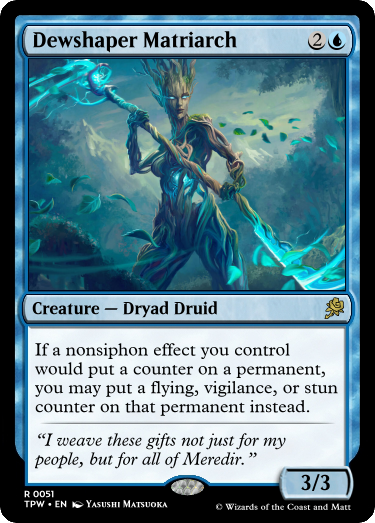 Dewshaper Matriarch 2
Creature — Dryad Druid
If a nonsiphon effect you control
would put a counter on a permanent,
you may put a flying, vigilance, or stun
counter on that permanent instead.
“I weave these gifts not just for my
people, but for all of Meredir.”
3/3
R 0051
TPW • EN Yasushi Matsuoka
© Wizards of the Coast and Matt